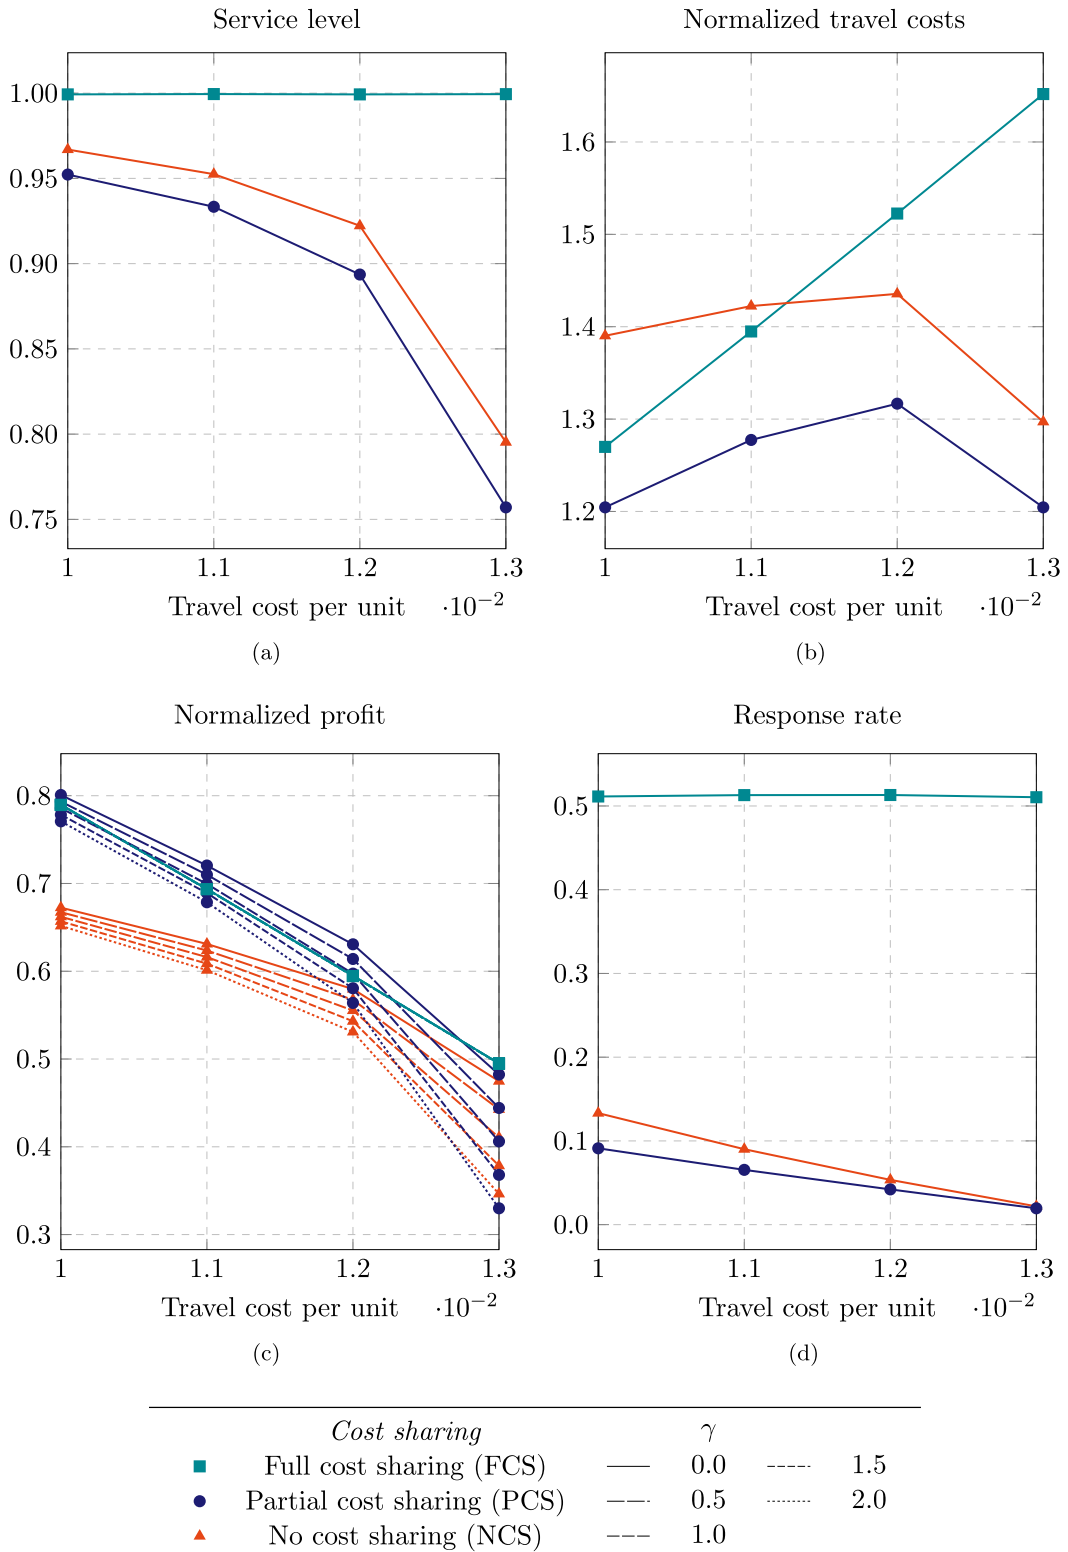 Service level
1.00
0.95
0.90
0.85
0.80
0.75
1 1.1 1.2 1.3
Travel cost per unit ·10⁻²
(a)
Normalized travel costs
1.6
1.5
1.4
1.3
1.2
1 1.1 1.2 1.3
Travel cost per unit ·10⁻²
(b)
Normalized profit
0.8
0.7
0.6
0.5
0.4
0.3
1 1.1 1.2 1.3
Travel cost per unit ·10⁻²
(c)
Response rate
0.5
0.4
0.3
0.2
0.1
0.0
1 1.1 1.2 1.3
Travel cost per unit ·10⁻²
(d)
Cost sharing γ
Full cost sharing (FCS) 0.0 1.5
Partial cost sharing (PCS) 0.5 2.0
No cost sharing (NCS) 1.0